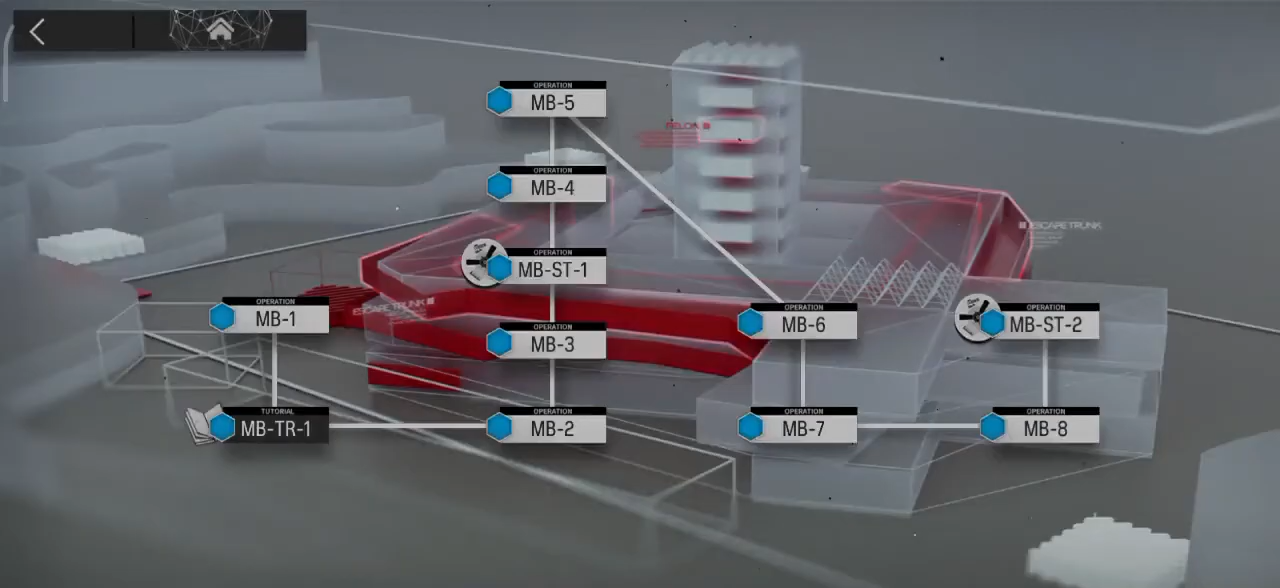 OPERATION
MB-5
OPERATION
MB-4
OPERATION
MB-ST-1
OPERATION
MB-1
OPERATION
MB-3
OPERATION
MB-6
OPERATION
MB-ST-2
TUTORIAL
MB-TR-1
OPERATION
MB-2
OPERATION
MB-7
OPERATION
MB-8
ESCAPE TRUNK
ESCAPE TRUNK